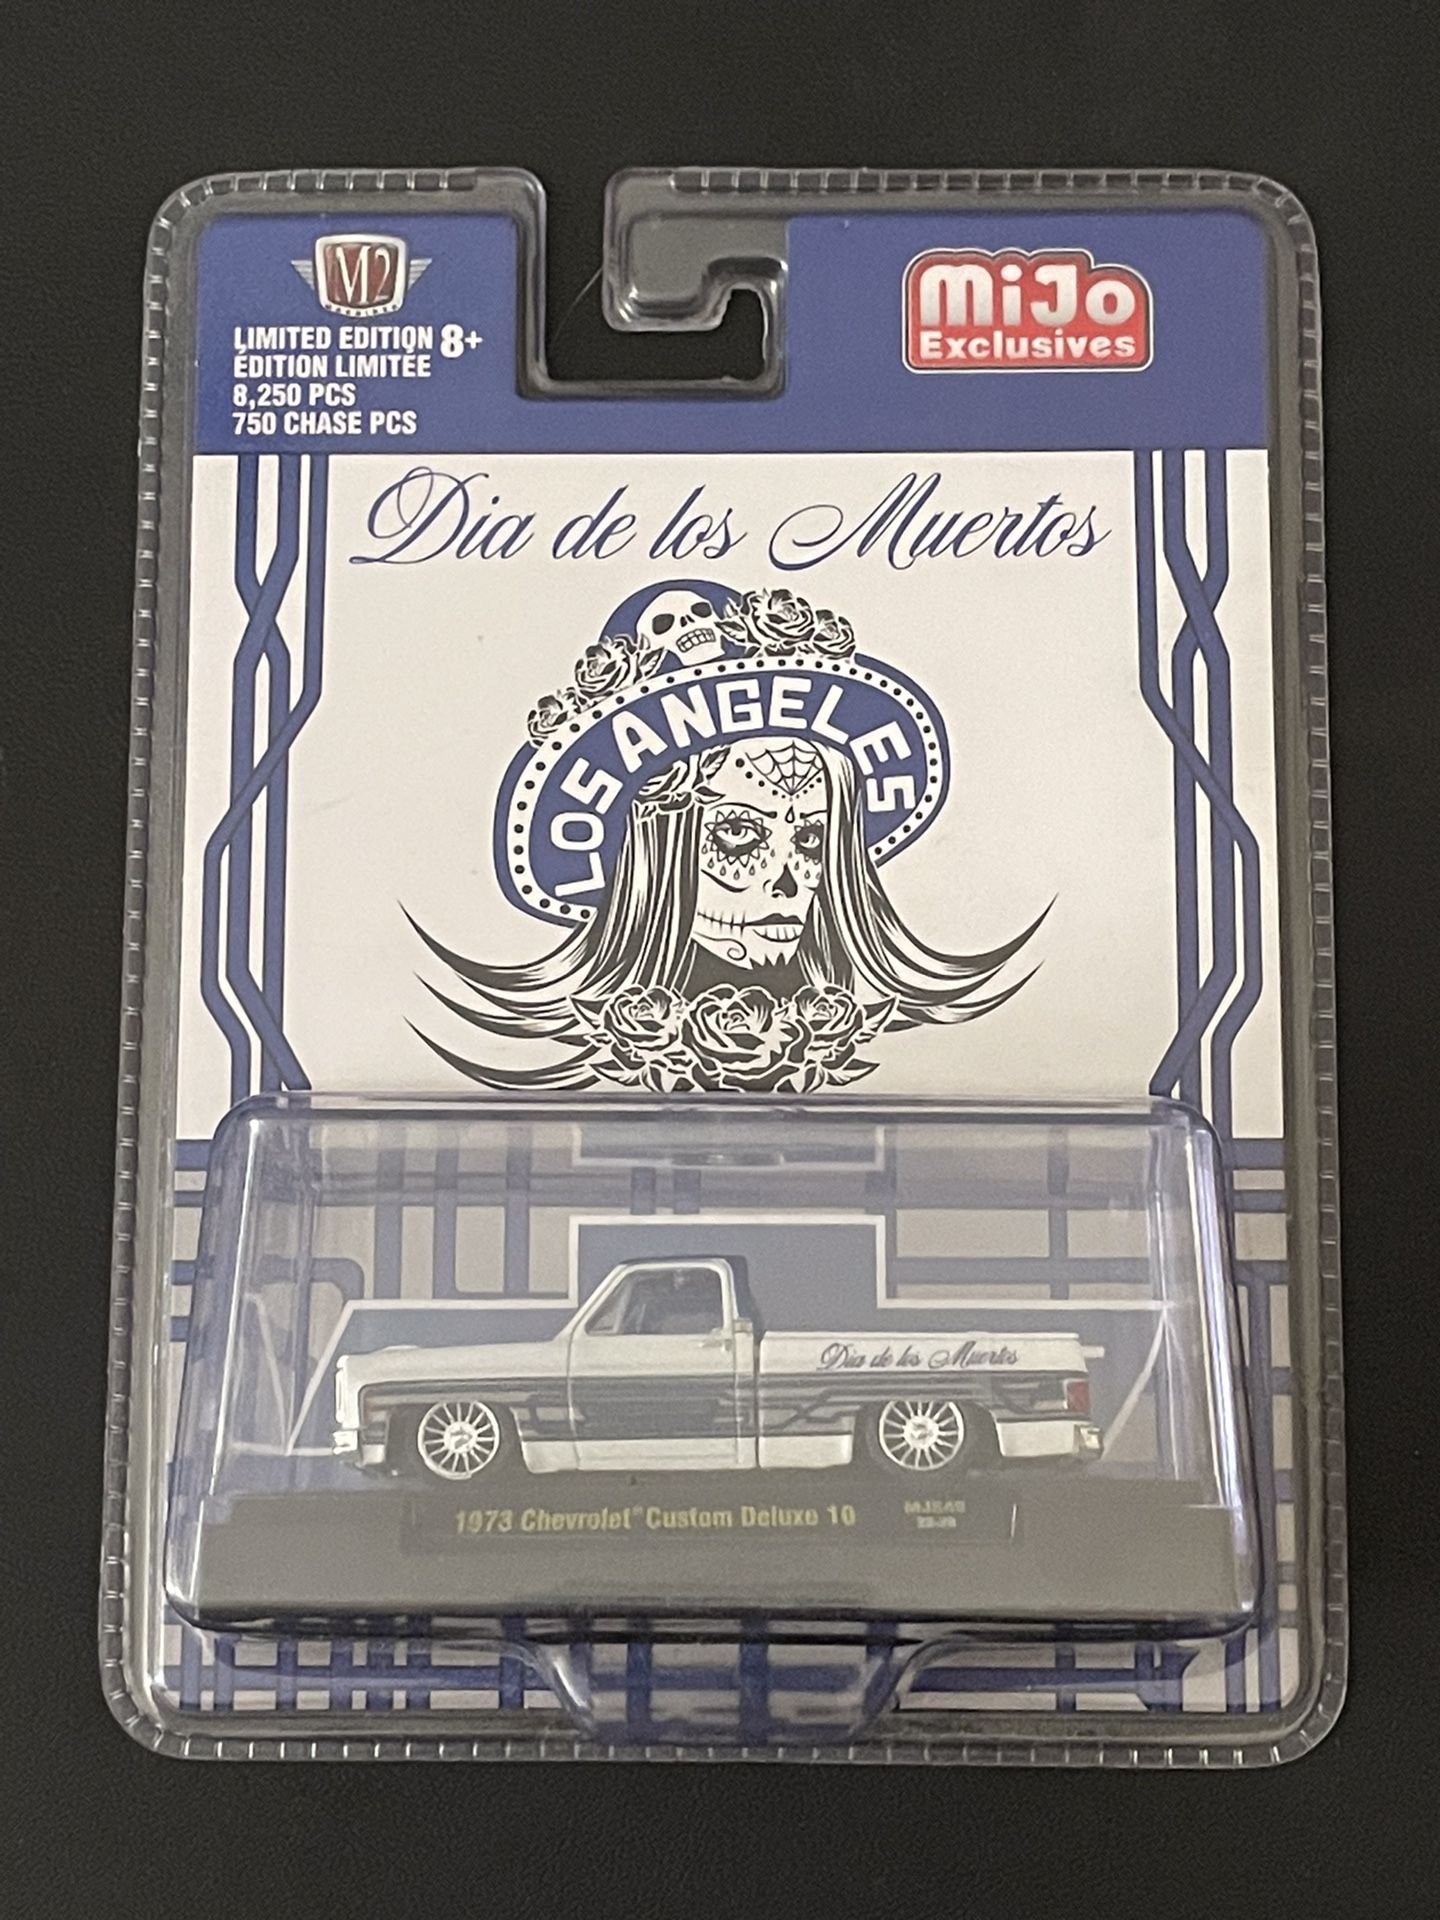 M2
MACHINES
LIMITED EDITION 8+
ÉDITION LIMITÉE
8,250 PCS
750 CHASE PCS
MiJo
Exclusives
Dia de los Muertos
LOS ANGELES
Dia de los Muertos
1973 Chevrolet® Custom Deluxe 10